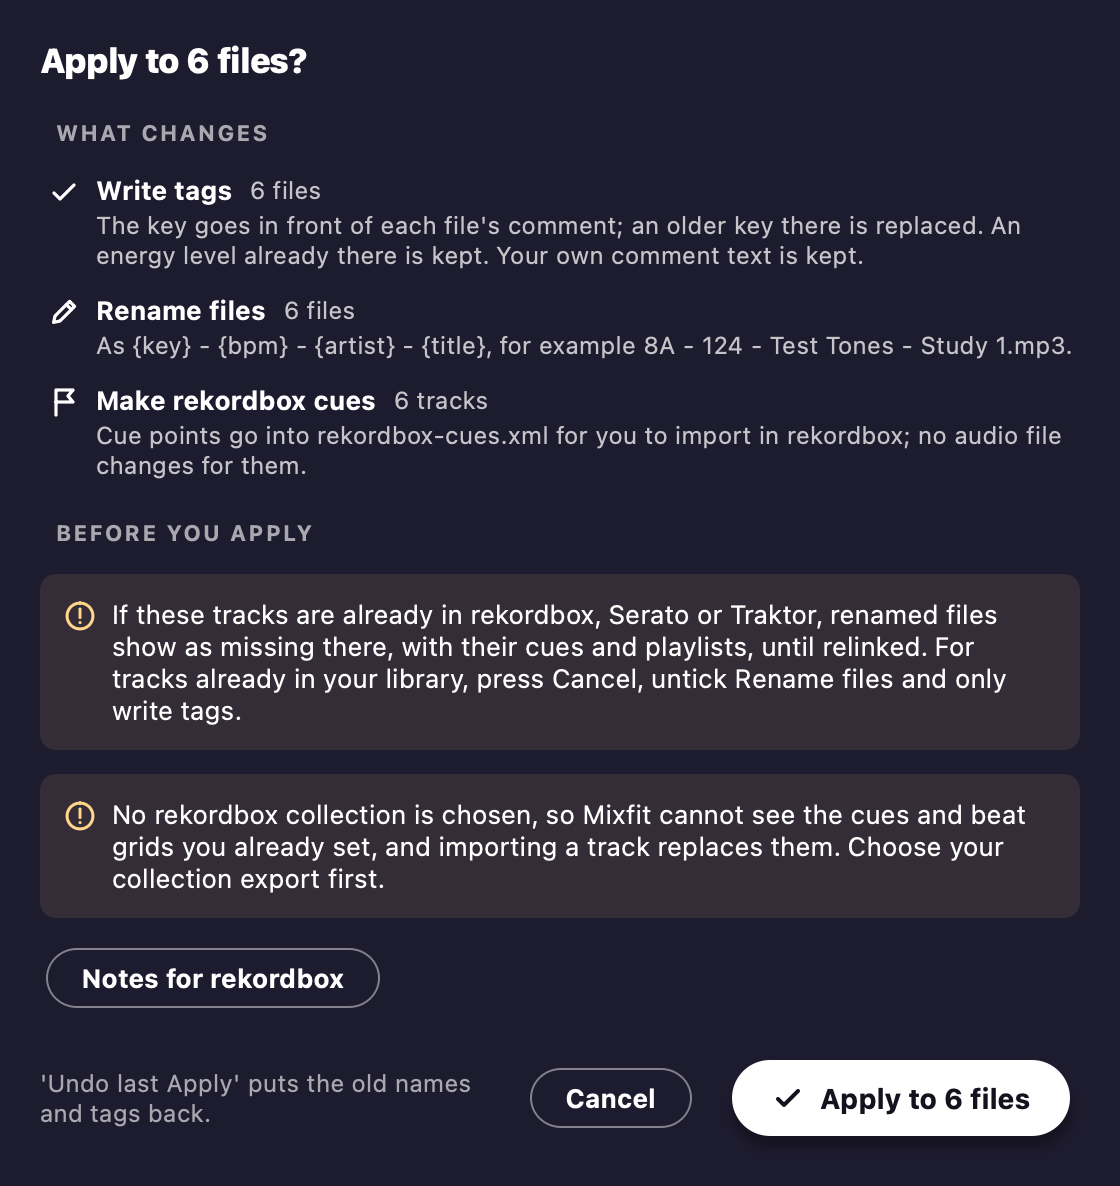 Apply to 6 files?
WHAT CHANGES
Write tags 6 files
The key goes in front of each file's comment; an older key there is replaced. An
energy level already there is kept. Your own comment text is kept.
Rename files 6 files
As {key} - {bpm} - {artist} - {title}, for example 8A - 124 - Test Tones - Study 1.mp3.
Make rekordbox cues 6 tracks
Cue points go into rekordbox-cues.xml for you to import in rekordbox; no audio file
changes for them.
BEFORE YOU APPLY
If these tracks are already in rekordbox, Serato or Traktor, renamed files
show as missing there, with their cues and playlists, until relinked. For
tracks already in your library, press Cancel, untick Rename files and only
write tags.
No rekordbox collection is chosen, so Mixfit cannot see the cues and beat
grids you already set, and importing a track replaces them. Choose your
collection export first.
Notes for rekordbox
'Undo last Apply' puts the old names
and tags back.
Cancel
Apply to 6 files